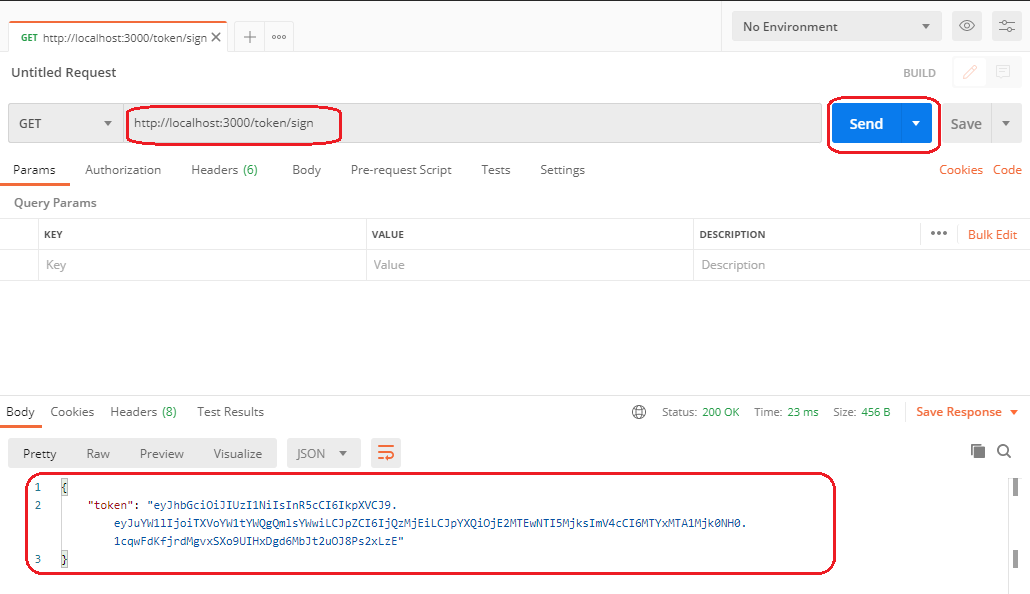 GET http://localhost:3000/token/sign
No Environment
Untitled Request
BUILD
GET http://localhost:3000/token/sign Send Save
Params Authorization Headers (6) Body Pre-request Script Tests Settings Cookies Code
Query Params
KEY VALUE DESCRIPTION Bulk Edit
Key Value Description
Body Cookies Headers (8) Test Results Status: 200 OK Time: 23 ms Size: 456 B Save Response
Pretty Raw Preview Visualize JSON
1 {
2 "token": "eyJhbGciOiJIUzI1NiIsInR5cCI6IkpXVCJ9.
eyJuYW1lIjoiTXVoYW1tYWQgQmlsYWwiLCJpZCI6IjQzMjEiLCJpYXQiOjE2MTEwNTI5MjksImV4cCI6MTYxMTA1Mjk0NH0.
1cqwFdKfjrdMgvxSXo9UIHxDgd6MbJt2uOJ8Ps2xLzE"
3 }